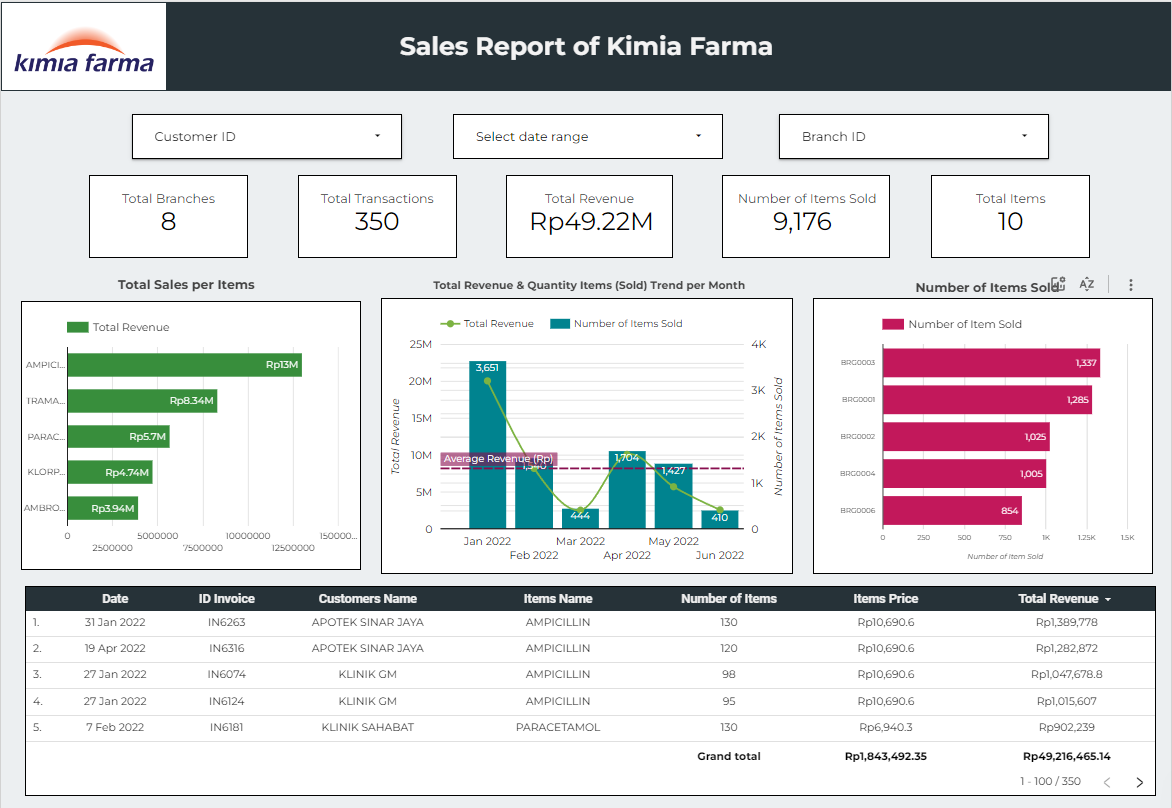 kimia farma
Sales Report of Kimia Farma
Customer ID
Select date range
Branch ID
Total Branches
8
Total Transactions
350
Total Revenue
Rp49.22M
Number of Items Sold
9,176
Total Items
10
Total Sales per Items
Total Revenue
AMPICI...
Rp13M
TRAMA...
Rp8.34M
PARAC...
Rp5.7M
KLORP...
Rp4.74M
AMBRO...
Rp3.94M
0 5000000 10000000 150000...
2500000 7500000 12500000
Total Revenue & Quantity Items (Sold) Trend per Month
Total Revenue Number of Items Sold
25M
20M
15M
10M
5M
0
Total Revenue
4K
3K
2K
1K
0
Number of Items Sold
3,651
Average Revenue (Rp)
444
1,704
1,427
410
Jan 2022 Mar 2022 May 2022
Feb 2022 Apr 2022 Jun 2022
Number of Items Sold
AZ
Number of Item Sold
BRG0003
1,337
BRG0001
1,285
BRG0002
1,025
BRG0004
1,005
BRG0006
854
0 250 500 750 1K 1.25K 1.5K
Number of Item Sold
Date ID Invoice Customers Name Items Name Number of Items Items Price Total Revenue
1. 31 Jan 2022 IN6263 APOTEK SINAR JAYA AMPICILLIN 130 Rp10,690.6 Rp1,389,778
2. 19 Apr 2022 IN6316 APOTEK SINAR JAYA AMPICILLIN 120 Rp10,690.6 Rp1,282,872
3. 27 Jan 2022 IN6074 KLINIK GM AMPICILLIN 98 Rp10,690.6 Rp1,047,678.8
4. 27 Jan 2022 IN6124 KLINIK GM AMPICILLIN 95 Rp10,690.6 Rp1,015,607
5. 7 Feb 2022 IN6181 KLINIK SAHABAT PARACETAMOL 130 Rp6,940.3 Rp902,239
Grand total Rp1,843,492.35 Rp49,216,465.14
1 - 100 / 350